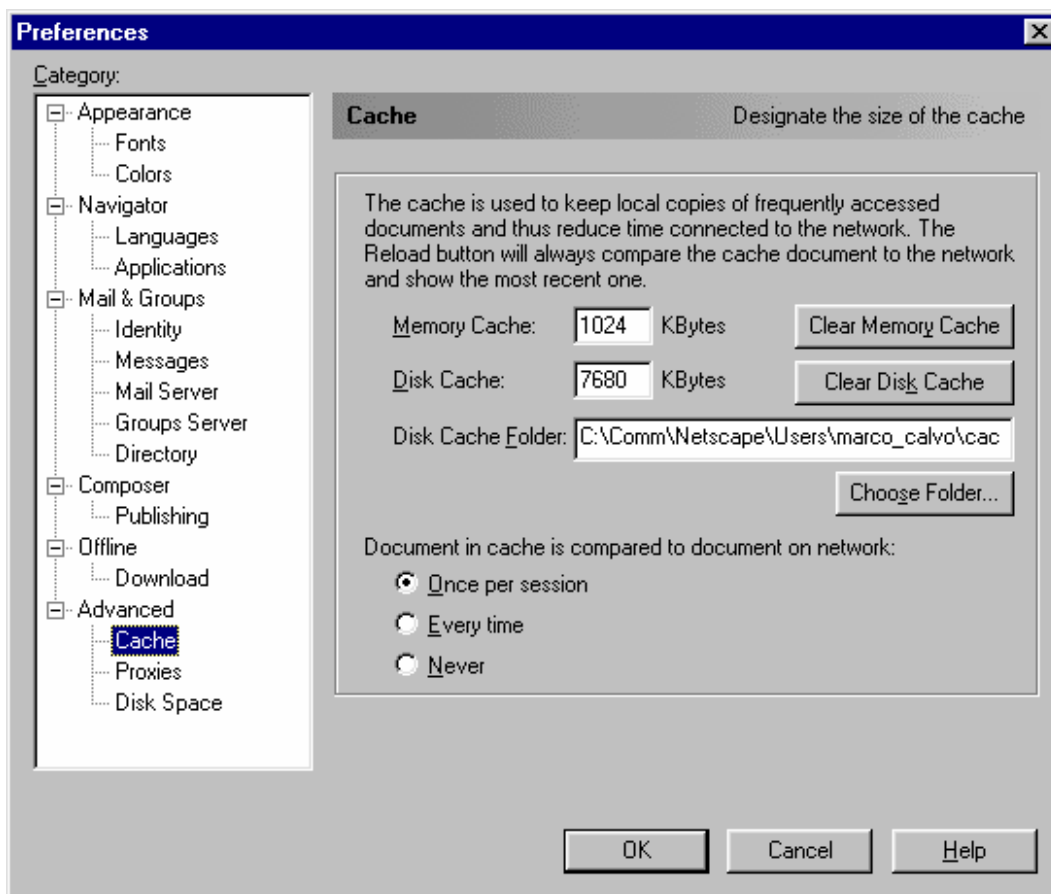 Preferences
Category:
Appearance
Fonts
Colors
Navigator
Languages
Applications
Mail & Groups
Identity
Messages
Mail Server
Groups Server
Directory
Composer
Publishing
Offline
Download
Advanced
Cache
Proxies
Disk Space
Cache Designate the size of the cache
The cache is used to keep local copies of frequently accessed
documents and thus reduce time connected to the network. The
Reload button will always compare the cache document to the network
and show the most recent one.
Memory Cache: 1024 KBytes Clear Memory Cache
Disk Cache: 7680 KBytes Clear Disk Cache
Disk Cache Folder: C:\Comm\Netscape\Users\marco_calvo\cac
Choose Folder...
Document in cache is compared to document on network:
Once per session
Every time
Never
OK Cancel Help